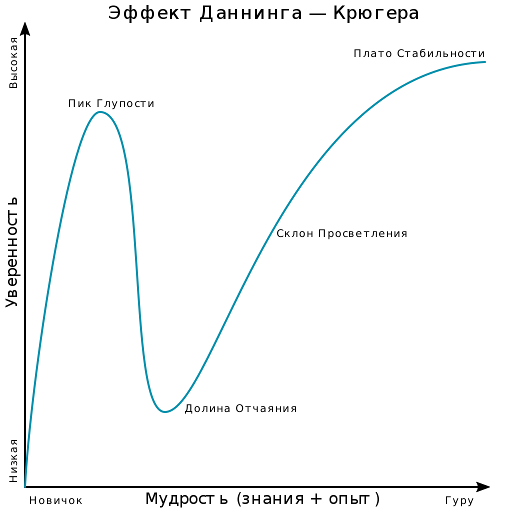 Эффект Даннинга — Крюгера
Высокая
Плато Стабильности
Пик Глупости
Уверенность
Склон Просветления
Долина Отчаяния
Низкая
Новичок
Мудрость (знания + опыт)
Гуру